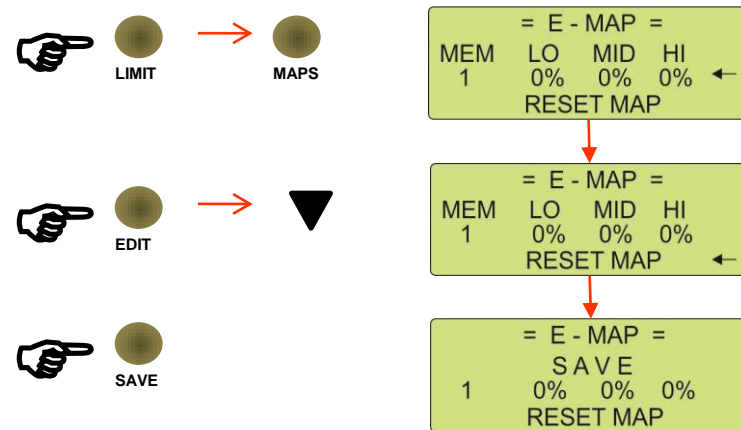 LIMIT MAPS
= E - MAP =
MEM LO MID HI
1 0% 0% 0% ←
RESET MAP
EDIT
= E - MAP =
MEM LO MID HI
1 0% 0% 0%
RESET MAP ←
SAVE
= E - MAP =
S A V E
1 0% 0% 0%
RESET MAP